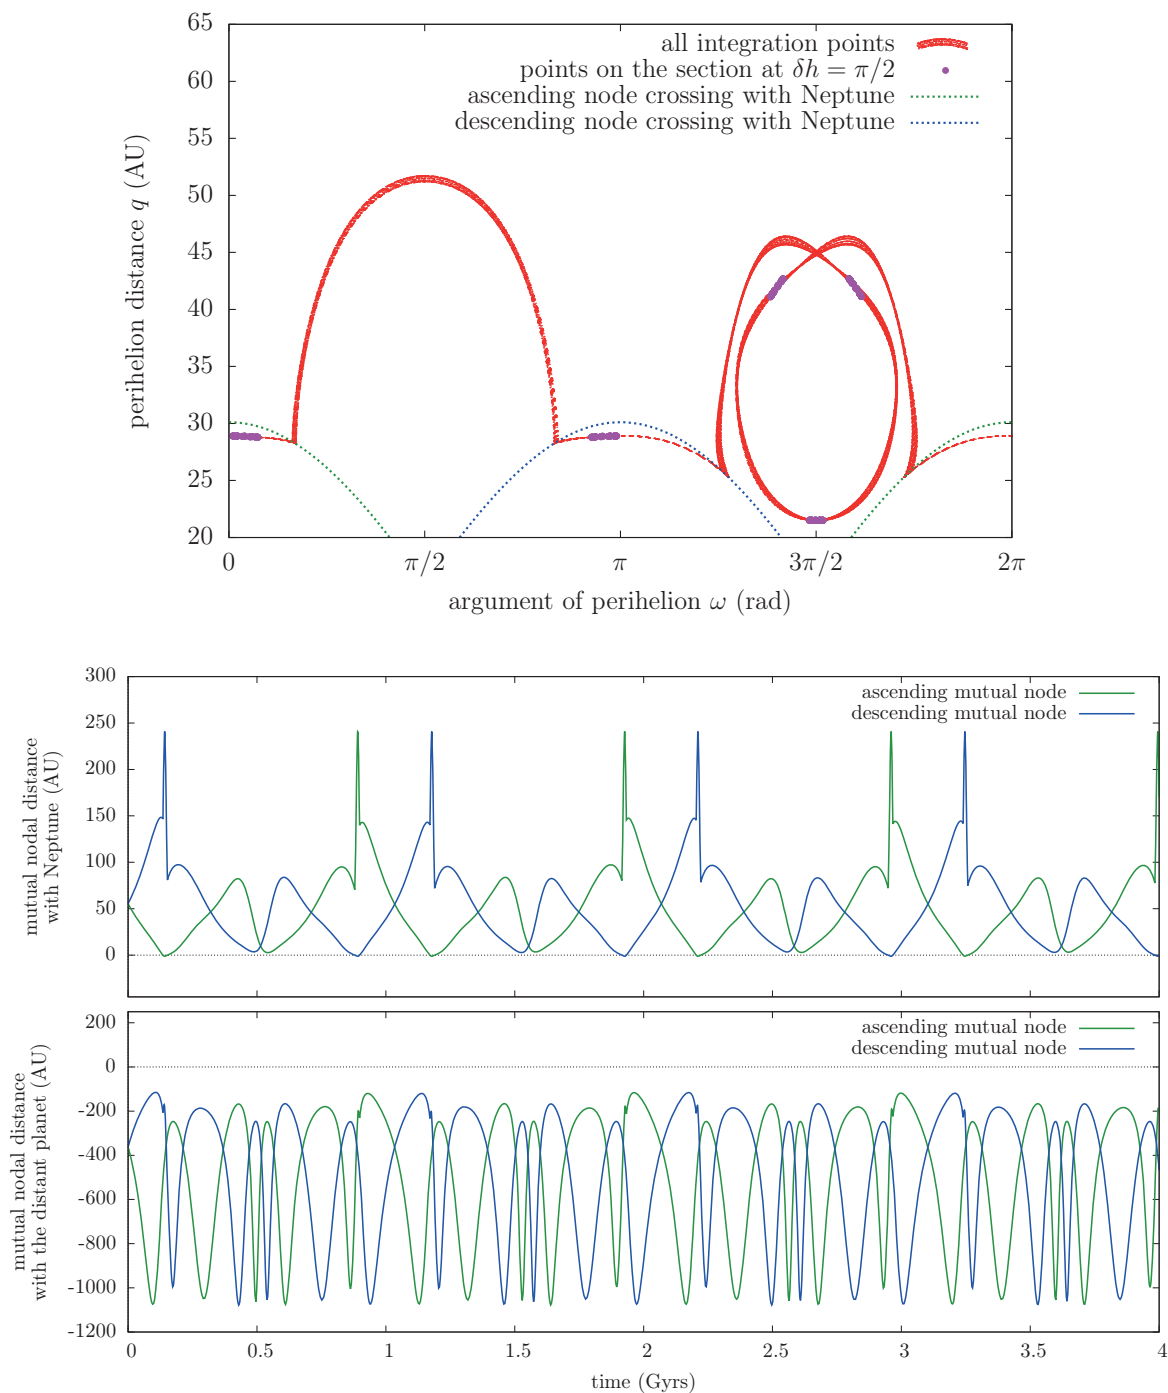 65
60
55
50
45
40
35
30
25
20
perihelion distance q (AU)
all integration points
points on the section at δh = π/2
ascending node crossing with Neptune
descending node crossing with Neptune
0 π/2 π 3π/2 2π
argument of perihelion ω (rad)
300
250
200
150
100
50
0
mutual nodal distance
with Neptune (AU)
ascending mutual node
descending mutual node
200
0
-200
-400
-600
-800
-1000
-1200
mutual nodal distance
with the distant planet (AU)
ascending mutual node
descending mutual node
0 0.5 1 1.5 2 2.5 3 3.5 4
time (Gyrs)